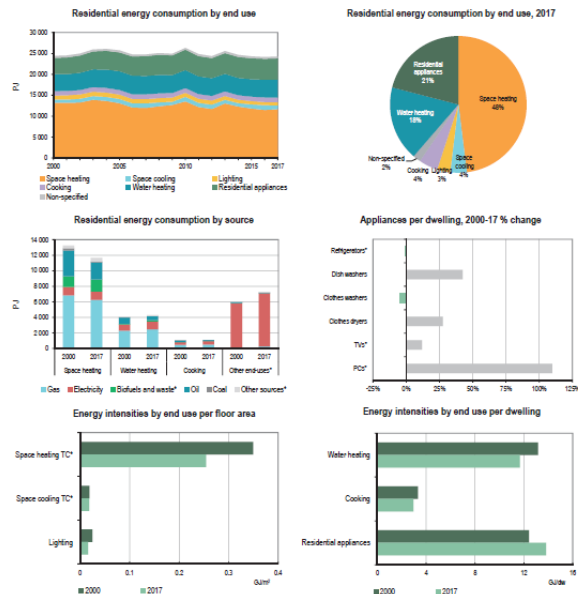 Residential energy consumption by end use
PJ
30 000
25 000
20 000
15 000
10 000
5 000
0
2000
2005
2010
2015
2017
Space heating
Space cooling
Lighting
Cooking
Water heating
Residential appliances
Non-specified
Residential energy consumption by end use, 2017
Residential
appliances
21%
Space heating
48%
Water heating
18%
Non-specified
2%
Cooking
4%
Lighting
3%
Space
cooling
4%
Residential energy consumption by source
PJ
14 000
12 000
10 000
8 000
6 000
4 000
2 000
0
2000
2017
2000
2017
2000
2017
2000
2017
Space heating
Water heating
Cooking
Other end-uses*
Gas
Electricity
Biofuels and waste*
Oil
Coal
Other sources*
Appliances per dwelling, 2000-17 % change
Refrigerators*
Dish washers
Clothes washers
Clothes dryers
TVs*
PCs*
-25%
0%
25%
50%
75%
100%
125%
Energy intensities by end use per floor area
Space heating TC*
Space cooling TC*
Lighting
0
0.1
0.2
0.3
0.4
GJ/m²
2000
2017
Energy intensities by end use per dwelling
Water heating
Cooking
Residential appliances
0
4
8
12
16
GJ/dw
2000
2017